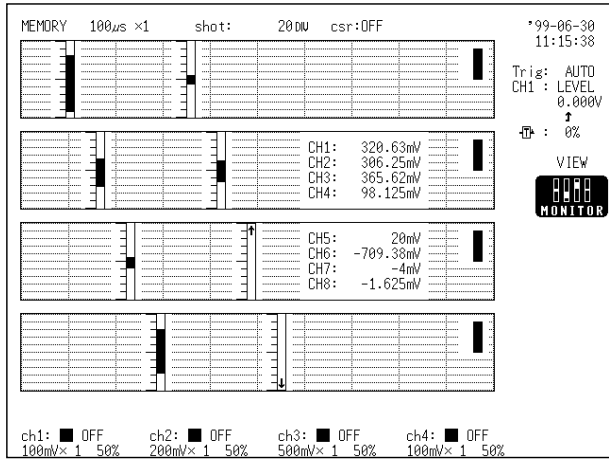 MEMORY 100µs ×1 shot: 20DIV csr:OFF '99-06-30
11:15:38
Trig: AUTO
CH1 : LEVEL
0.000V
T : 0%
VIEW
MONITOR
CH1: 320.63mV
CH2: 306.25mV
CH3: 365.62mV
CH4: 98.125mV
CH5: 20mV
CH6: -709.38mV
CH7: -4mV
CH8: -1.625mV
ch1: OFF ch2: OFF ch3: OFF ch4: OFF
100mV× 1 50% 200mV× 1 50% 500mV× 1 50% 100mV× 1 50%